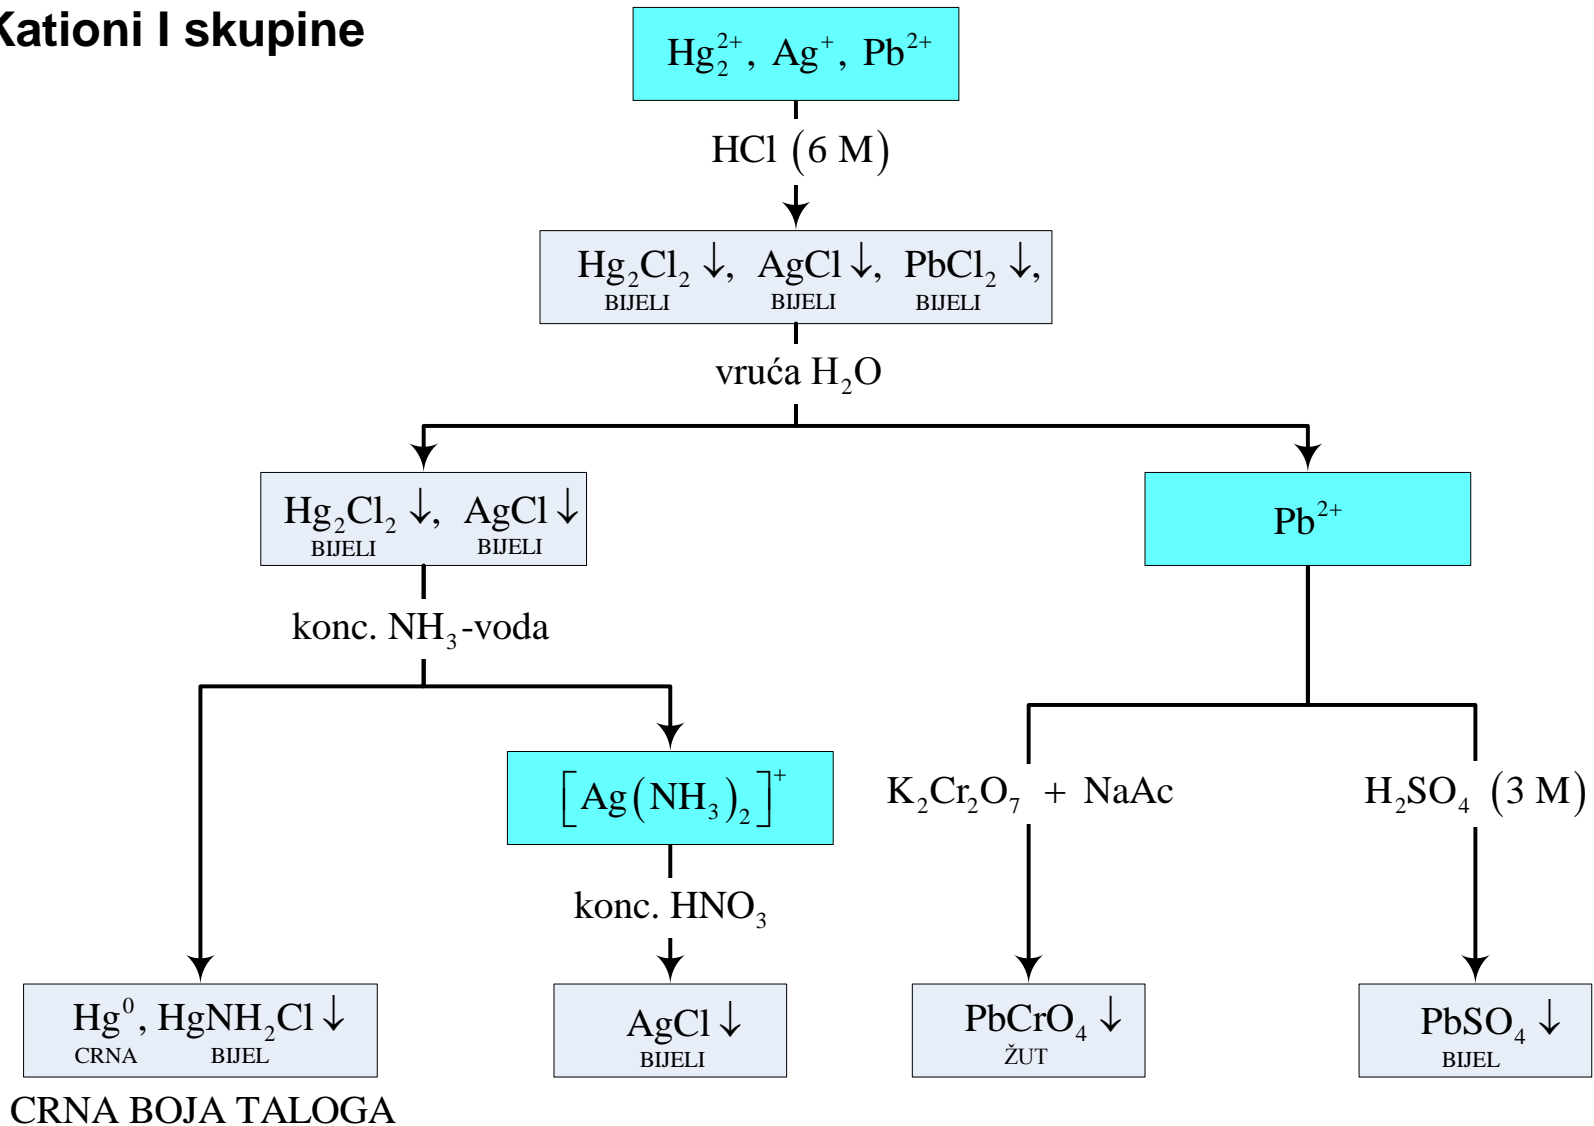 Kationi I skupine
Hg₂²⁺, Ag⁺, Pb²⁺
HCl (6 M)
Hg₂Cl₂ ↓, AgCl ↓, PbCl₂ ↓,
BIJELI BIJELI BIJELI
vruća H₂O
Hg₂Cl₂ ↓, AgCl ↓
BIJELI BIJELI
Pb²⁺
konc. NH₃-voda
[Ag(NH₃)₂]⁺
K₂Cr₂O₇ + NaAc
H₂SO₄ (3 M)
konc. HNO₃
Hg⁰, HgNH₂Cl ↓
CRNA BIJEL
AgCl ↓
BIJELI
PbCrO₄ ↓
ŽUT
PbSO₄ ↓
BIJEL
CRNA BOJA TALOGA